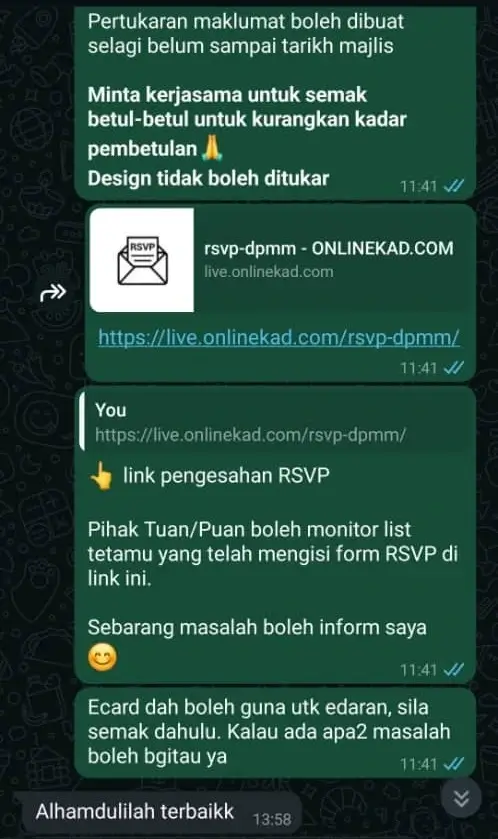 Pertukaran maklumat boleh dibuat
selagi belum sampai tarikh majlis
Minta kerjasama untuk semak
betul-betul untuk kurangkan kadar
pembetulan 🙏
Design tidak boleh ditukar
11:41
RSVP
rsvp-dpmm - ONLINEKAD.COM
live.onlinekad.com
https://live.onlinekad.com/rsvp-dpmm/
11:41
You
https://live.onlinekad.com/rsvp-dpmm/
👆 link pengesahan RSVP
Pihak Tuan/Puan boleh monitor list
tetamu yang telah mengisi form RSVP di
link ini.
Sebarang masalah boleh inform saya
😊
11:41
Ecard dah boleh guna utk edaran, sila
semak dahulu. Kalau ada apa2 masalah
boleh bgitau ya
11:41
Alhamdulilah terbaikk
13:58